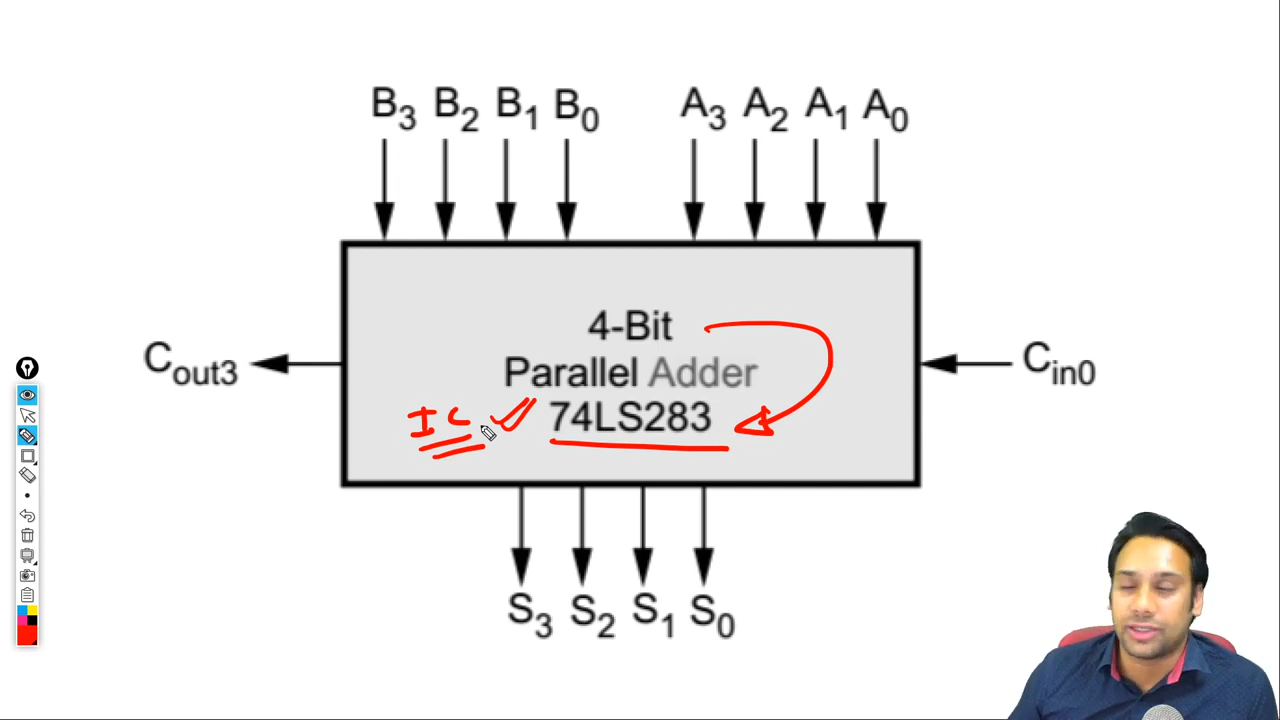 B3 B2 B1 B0 A3 A2 A1 A0
4-Bit
Cout3 Parallel Adder Cin0
IC 74LS283
S3 S2 S1 S0